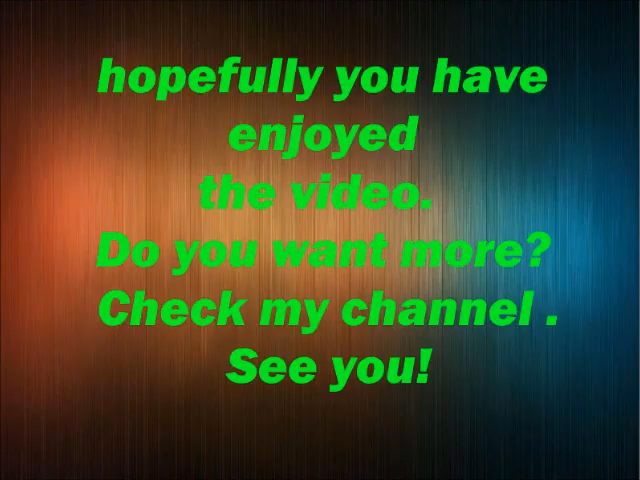 hopefully you have
enjoyed
the video.
Do you want more?
Check my channel .
See you!